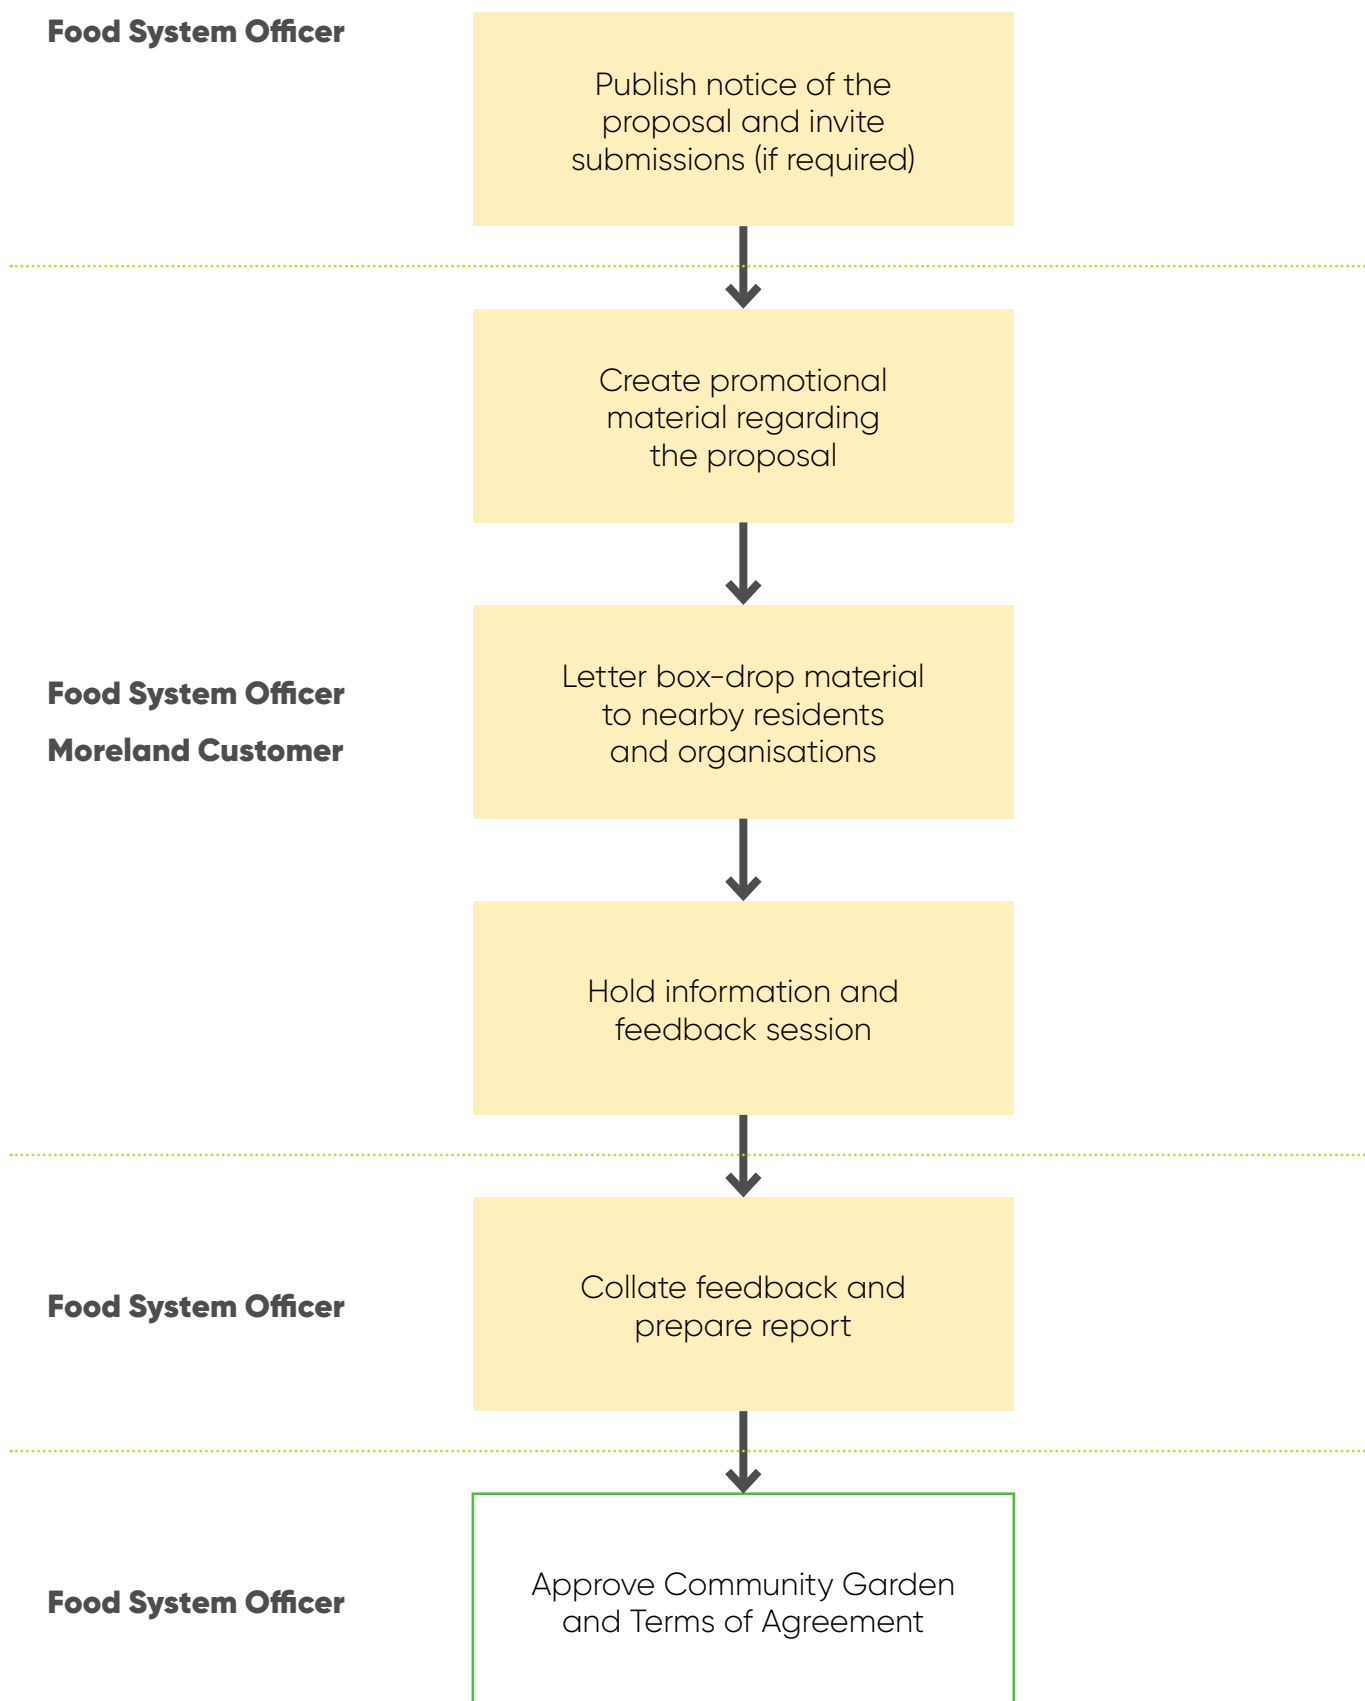 Food System Officer
Publish notice of the
proposal and invite
submissions (if required)
Create promotional
material regarding
the proposal
Food System Officer
Moreland Customer
Letter box-drop material
to nearby residents
and organisations
Hold information and
feedback session
Food System Officer
Collate feedback and
prepare report
Food System Officer
Approve Community Garden
and Terms of Agreement